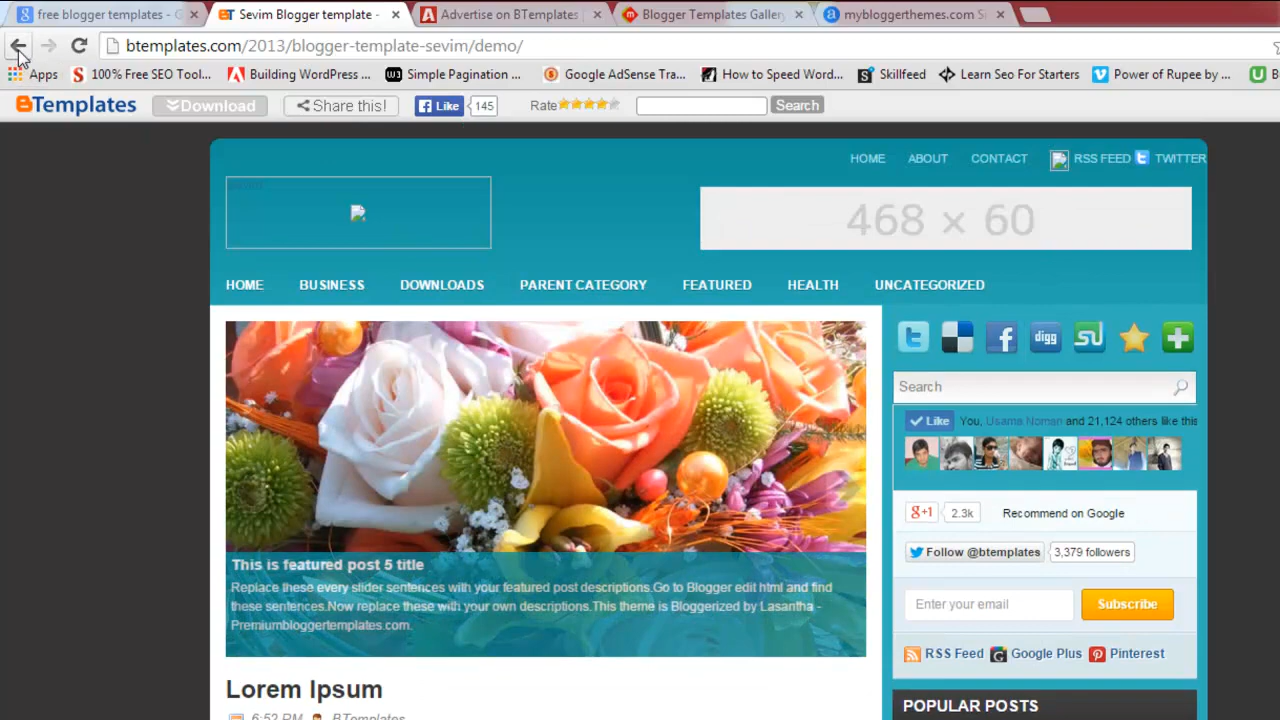 free blogger templates - G
Sevim Blogger template -
Advertise on BTemplates
Blogger Templates Gallery
mybloggerthemes.com Si
btemplates.com/2013/blogger-template-sevim/demo/
Apps
100% Free SEO Tool...
Building WordPress ...
Simple Pagination ...
Google AdSense Tra...
How to Speed Word...
Skillfeed
Learn Seo For Starters
Power of Rupee by ...
BTemplates
Download
Share this!
Like
145
Rate
Search
HOME
ABOUT
CONTACT
RSS FEED
TWITTER
468 × 60
HOME
BUSINESS
DOWNLOADS
PARENT CATEGORY
FEATURED
HEALTH
UNCATEGORIZED
digg
Search
Like
You, Usama Noman and 21,124 others like this
g+1
2.3k
Recommend on Google
Follow @btemplates
3,379 followers
Enter your email
Subscribe
RSS Feed
Google Plus
Pinterest
POPULAR POSTS
This is featured post 5 title
Replace these every slider sentences with your featured post descriptions.Go to Blogger edit html and find
these sentences.Now replace these with your own descriptions.This theme is Bloggerized by Lasantha -
Premiumbloggertemplates.com.
Lorem Ipsum
6:52 PM
BTemplates